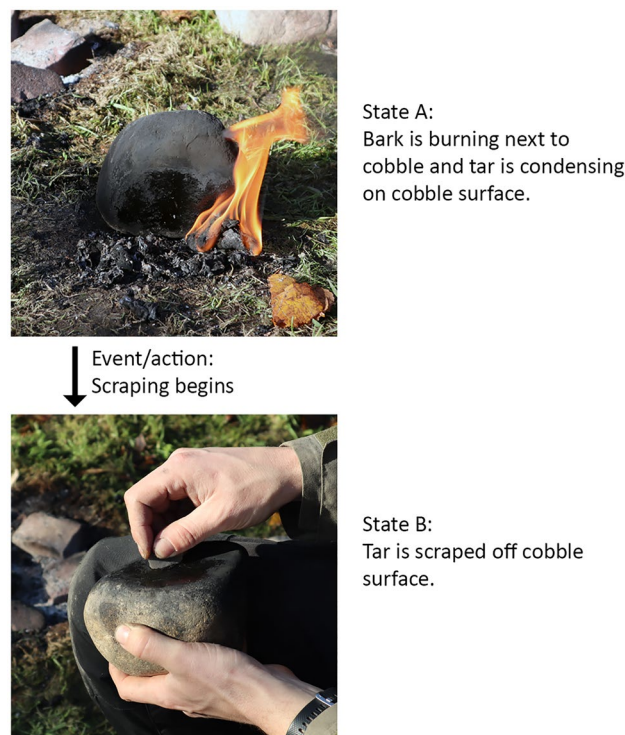 State A:
Bark is burning next to
cobble and tar is condensing
on cobble surface.
Event/action:
Scraping begins
State B:
Tar is scraped off cobble
surface.